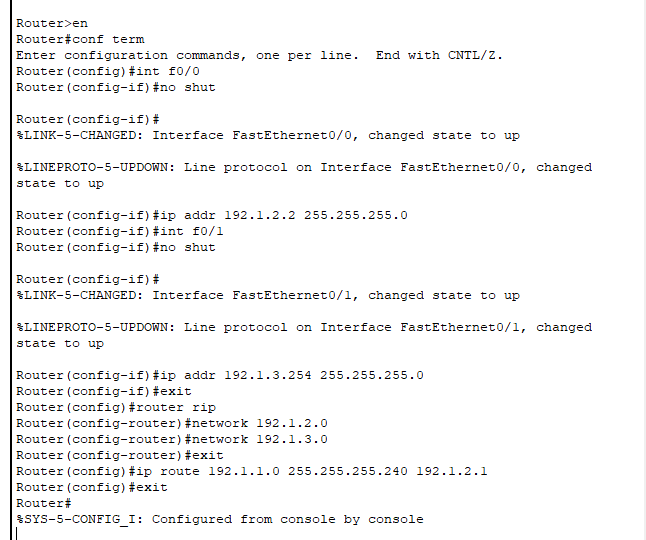 Router>en
Router#conf term
Enter configuration commands, one per line.  End with CNTL/Z.
Router(config)#int f0/0
Router(config-if)#no shut
Router(config-if)#
%LINK-5-CHANGED: Interface FastEthernet0/0, changed state to up
%LINEPROTO-5-UPDOWN: Line protocol on Interface FastEthernet0/0, changed
state to up
Router(config-if)#ip addr 192.1.2.2 255.255.255.0
Router(config-if)#int f0/1
Router(config-if)#no shut
Router(config-if)#
%LINK-5-CHANGED: Interface FastEthernet0/1, changed state to up
%LINEPROTO-5-UPDOWN: Line protocol on Interface FastEthernet0/1, changed
state to up
Router(config-if)#ip addr 192.1.3.254 255.255.255.0
Router(config-if)#exit
Router(config)#router rip
Router(config-router)#network 192.1.2.0
Router(config-router)#network 192.1.3.0
Router(config-router)#exit
Router(config)#ip route 192.1.1.0 255.255.255.240 192.1.2.1
Router(config)#exit
Router#
%SYS-5-CONFIG_I: Configured from console by console